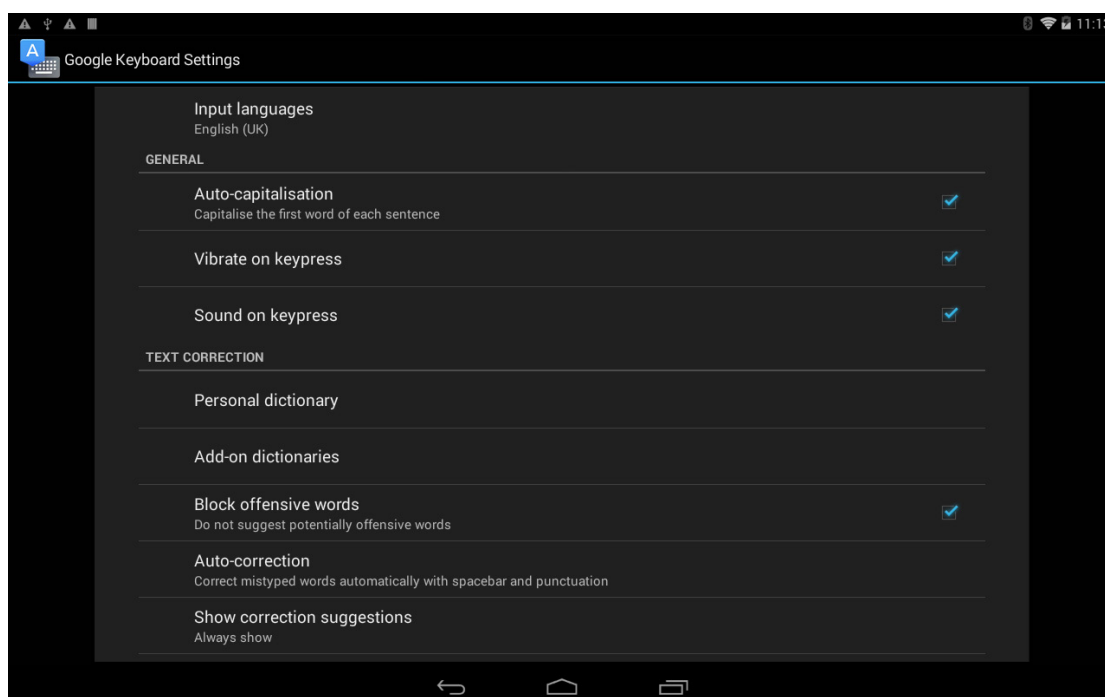 11:13
A
Google Keyboard Settings
Input languages
English (UK)
GENERAL
Auto-capitalisation
Capitalise the first word of each sentence
Vibrate on keypress
Sound on keypress
TEXT CORRECTION
Personal dictionary
Add-on dictionaries
Block offensive words
Do not suggest potentially offensive words
Auto-correction
Correct mistyped words automatically with spacebar and punctuation
Show correction suggestions
Always show